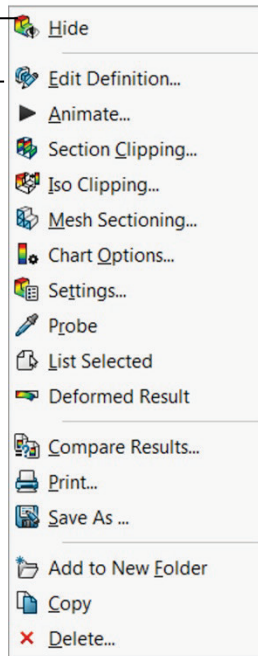 Hide
Edit Definition...
Animate...
Section Clipping...
Iso Clipping...
Mesh Sectioning...
Chart Options...
Settings...
Probe
List Selected
Deformed Result
Compare Results...
Print...
Save As ...
Add to New Folder
Copy
Delete...